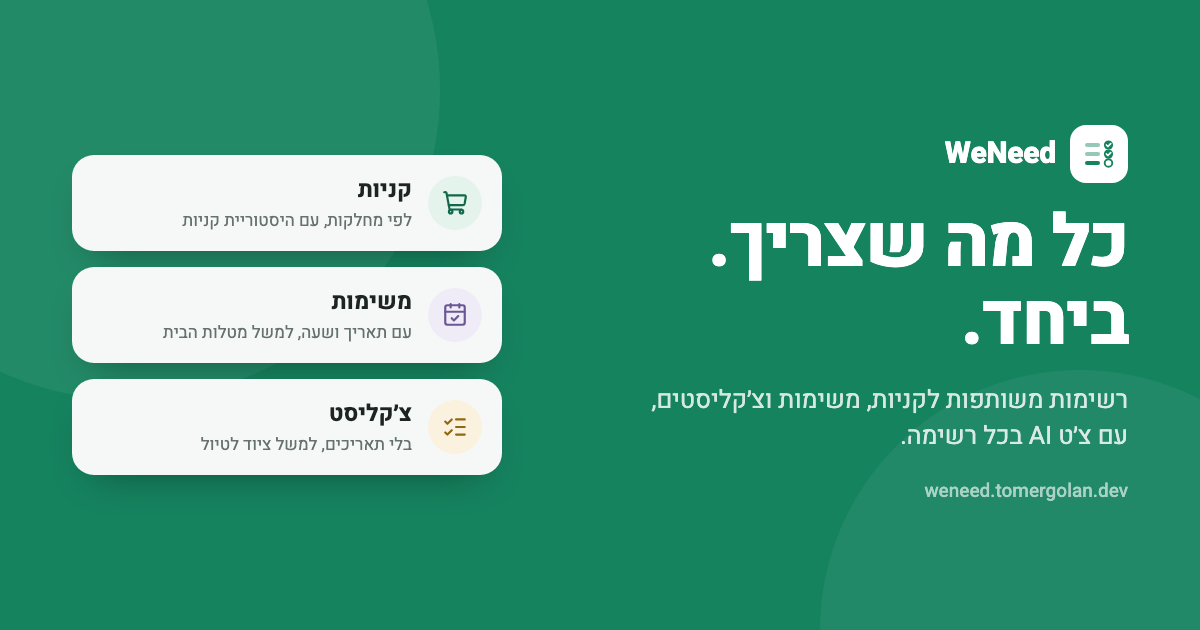 WeNeed
כל מה שצריך.
ביחד.
רשימות משותפות לקניות, משימות וצ׳קליסטים,
עם צ׳ט AI בכל רשימה.
weneed.tomergolan.dev
קניות
לפי מחלקות, עם היסטוריית קניות
משימות
עם תאריך ושעה, למשל מטלות הבית
צ׳קליסט
בלי תאריכים, למשל ציוד לטיול